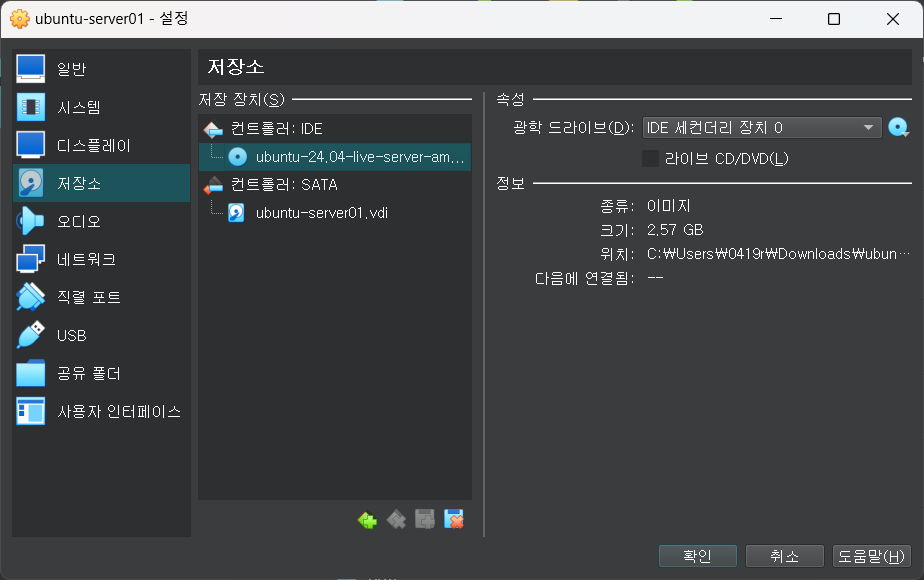 ubuntu-server01 - 설정
일반
시스템
디스플레이
저장소
오디오
네트워크
직렬 포트
USB
공유 폴더
사용자 인터페이스
저장소
저장 장치(S)
컨트롤러: IDE
ubuntu-24.04-live-server-am...
컨트롤러: SATA
ubuntu-server01.vdi
속성
광학 드라이브(D): IDE 세컨더리 장치 0
라이브 CD/DVD(L)
정보
종류: 이미지
크기: 2.57 GB
위치: C:₩Users₩0419r₩Downloads₩ubun…
다음에 연결됨: --
확인
취소
도움말(H)